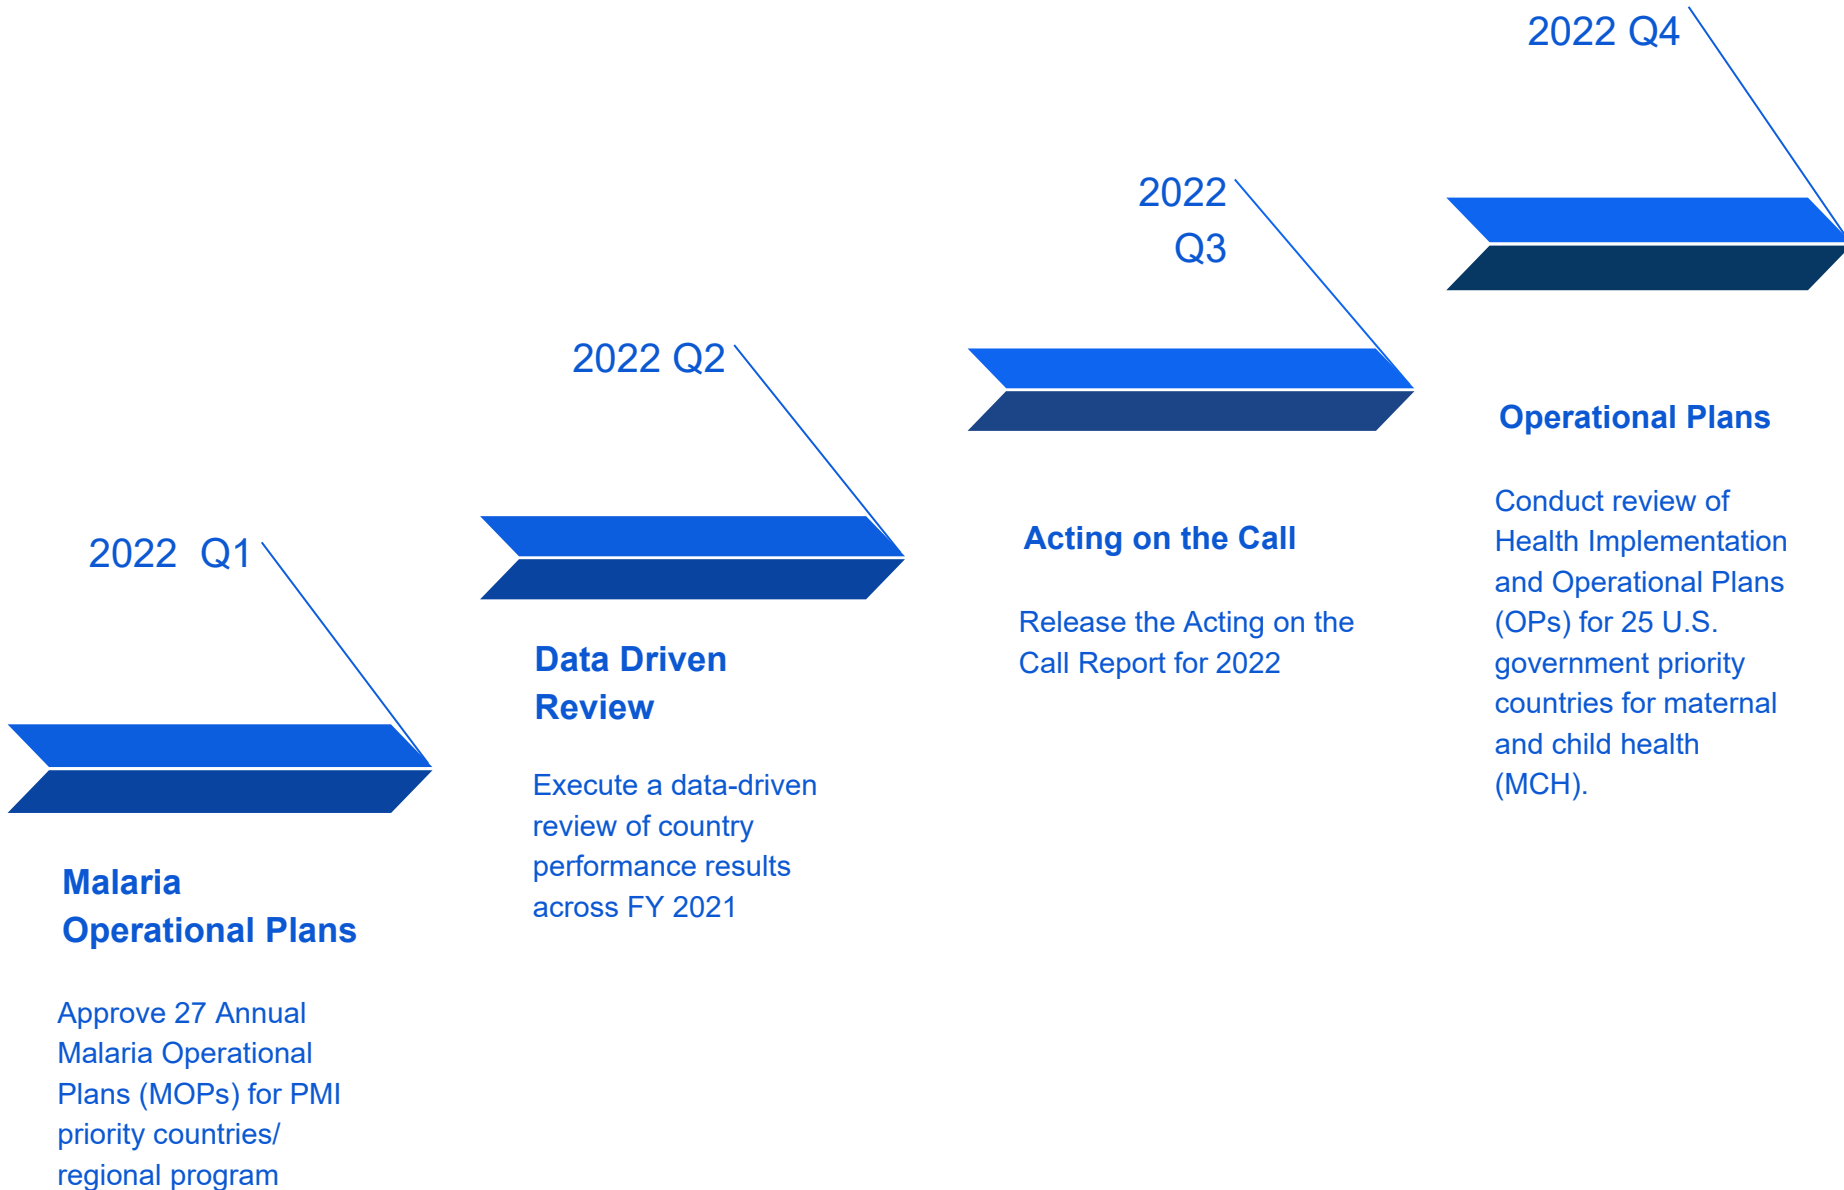 2022 Q1
Malaria
Operational Plans
Approve 27 Annual
Malaria Operational
Plans (MOPs) for PMI
priority countries/
regional program
2022 Q2
Data Driven
Review
Execute a data-driven
review of country
performance results
across FY 2021
2022
Q3
Acting on the Call
Release the Acting on the
Call Report for 2022
2022 Q4
Operational Plans
Conduct review of
Health Implementation
and Operational Plans
(OPs) for 25 U.S.
government priority
countries for maternal
and child health
(MCH).